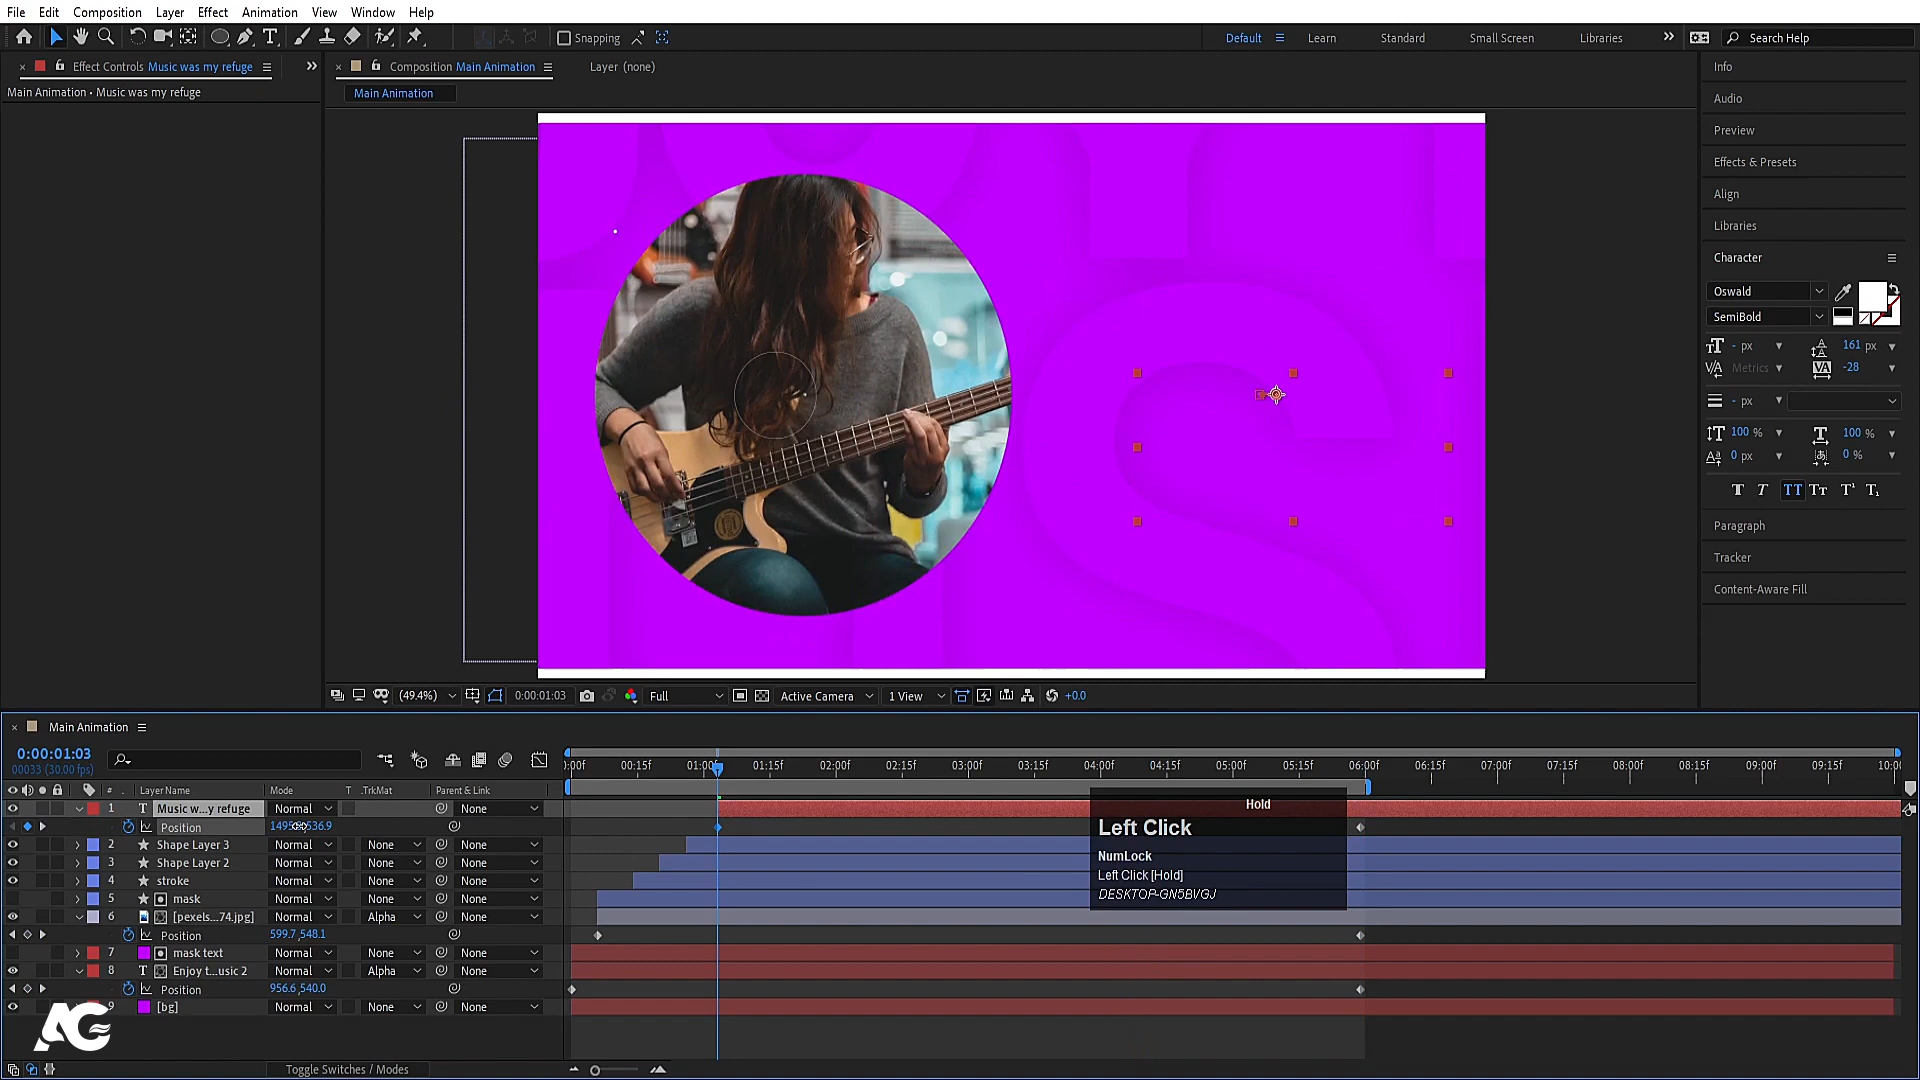 File Edit Composition Layer Effect Animation View Window Help
Snapping
Default Learn Standard Small Screen Libraries Search Help
Effect Controls Music was my refuge
Composition Main Animation
Layer (none)
Main Animation • Music was my refuge
Main Animation
Info
Audio
Preview
Effects & Presets
Align
Libraries
Character
Oswald
SemiBold
- px 161 px
Metrics -28
- px
100 % 100 %
0 px 0 %
Paragraph
Tracker
Content-Aware Fill
(49.4%) 0:00:01:03 Full Active Camera 1 View +0.0
Main Animation
0:00:01:03
00033 (30.00 fps)
:00f 00:15f 01:00f 01:15f 02:00f 02:15f 03:00f 03:15f 04:00f 04:15f 05:00f 05:15f 06:00f 06:15f 07:00f 07:15f 08:00f 08:15f 09:00f 09:15f 10:0
# Layer Name Mode T .TrkMat Parent & Link
1 T Music w...y refuge Normal None
Position
2 Shape Layer 3 Normal None None
3 Shape Layer 2 Normal None None
4 stroke Normal None None
5 mask Normal None None
6 [pexels...74.jpg] Normal Alpha None
Position 599.7,548.1
7 mask text Normal None None
8 T Enjoy t...usic 2 Normal Alpha None
Position 956.6,540.0
9 [bg] Normal None None
Toggle Switches / Modes
Hold
Left Click
NumLock
Left Click [Hold]
DESKTOP-GN5BVGJ
AG